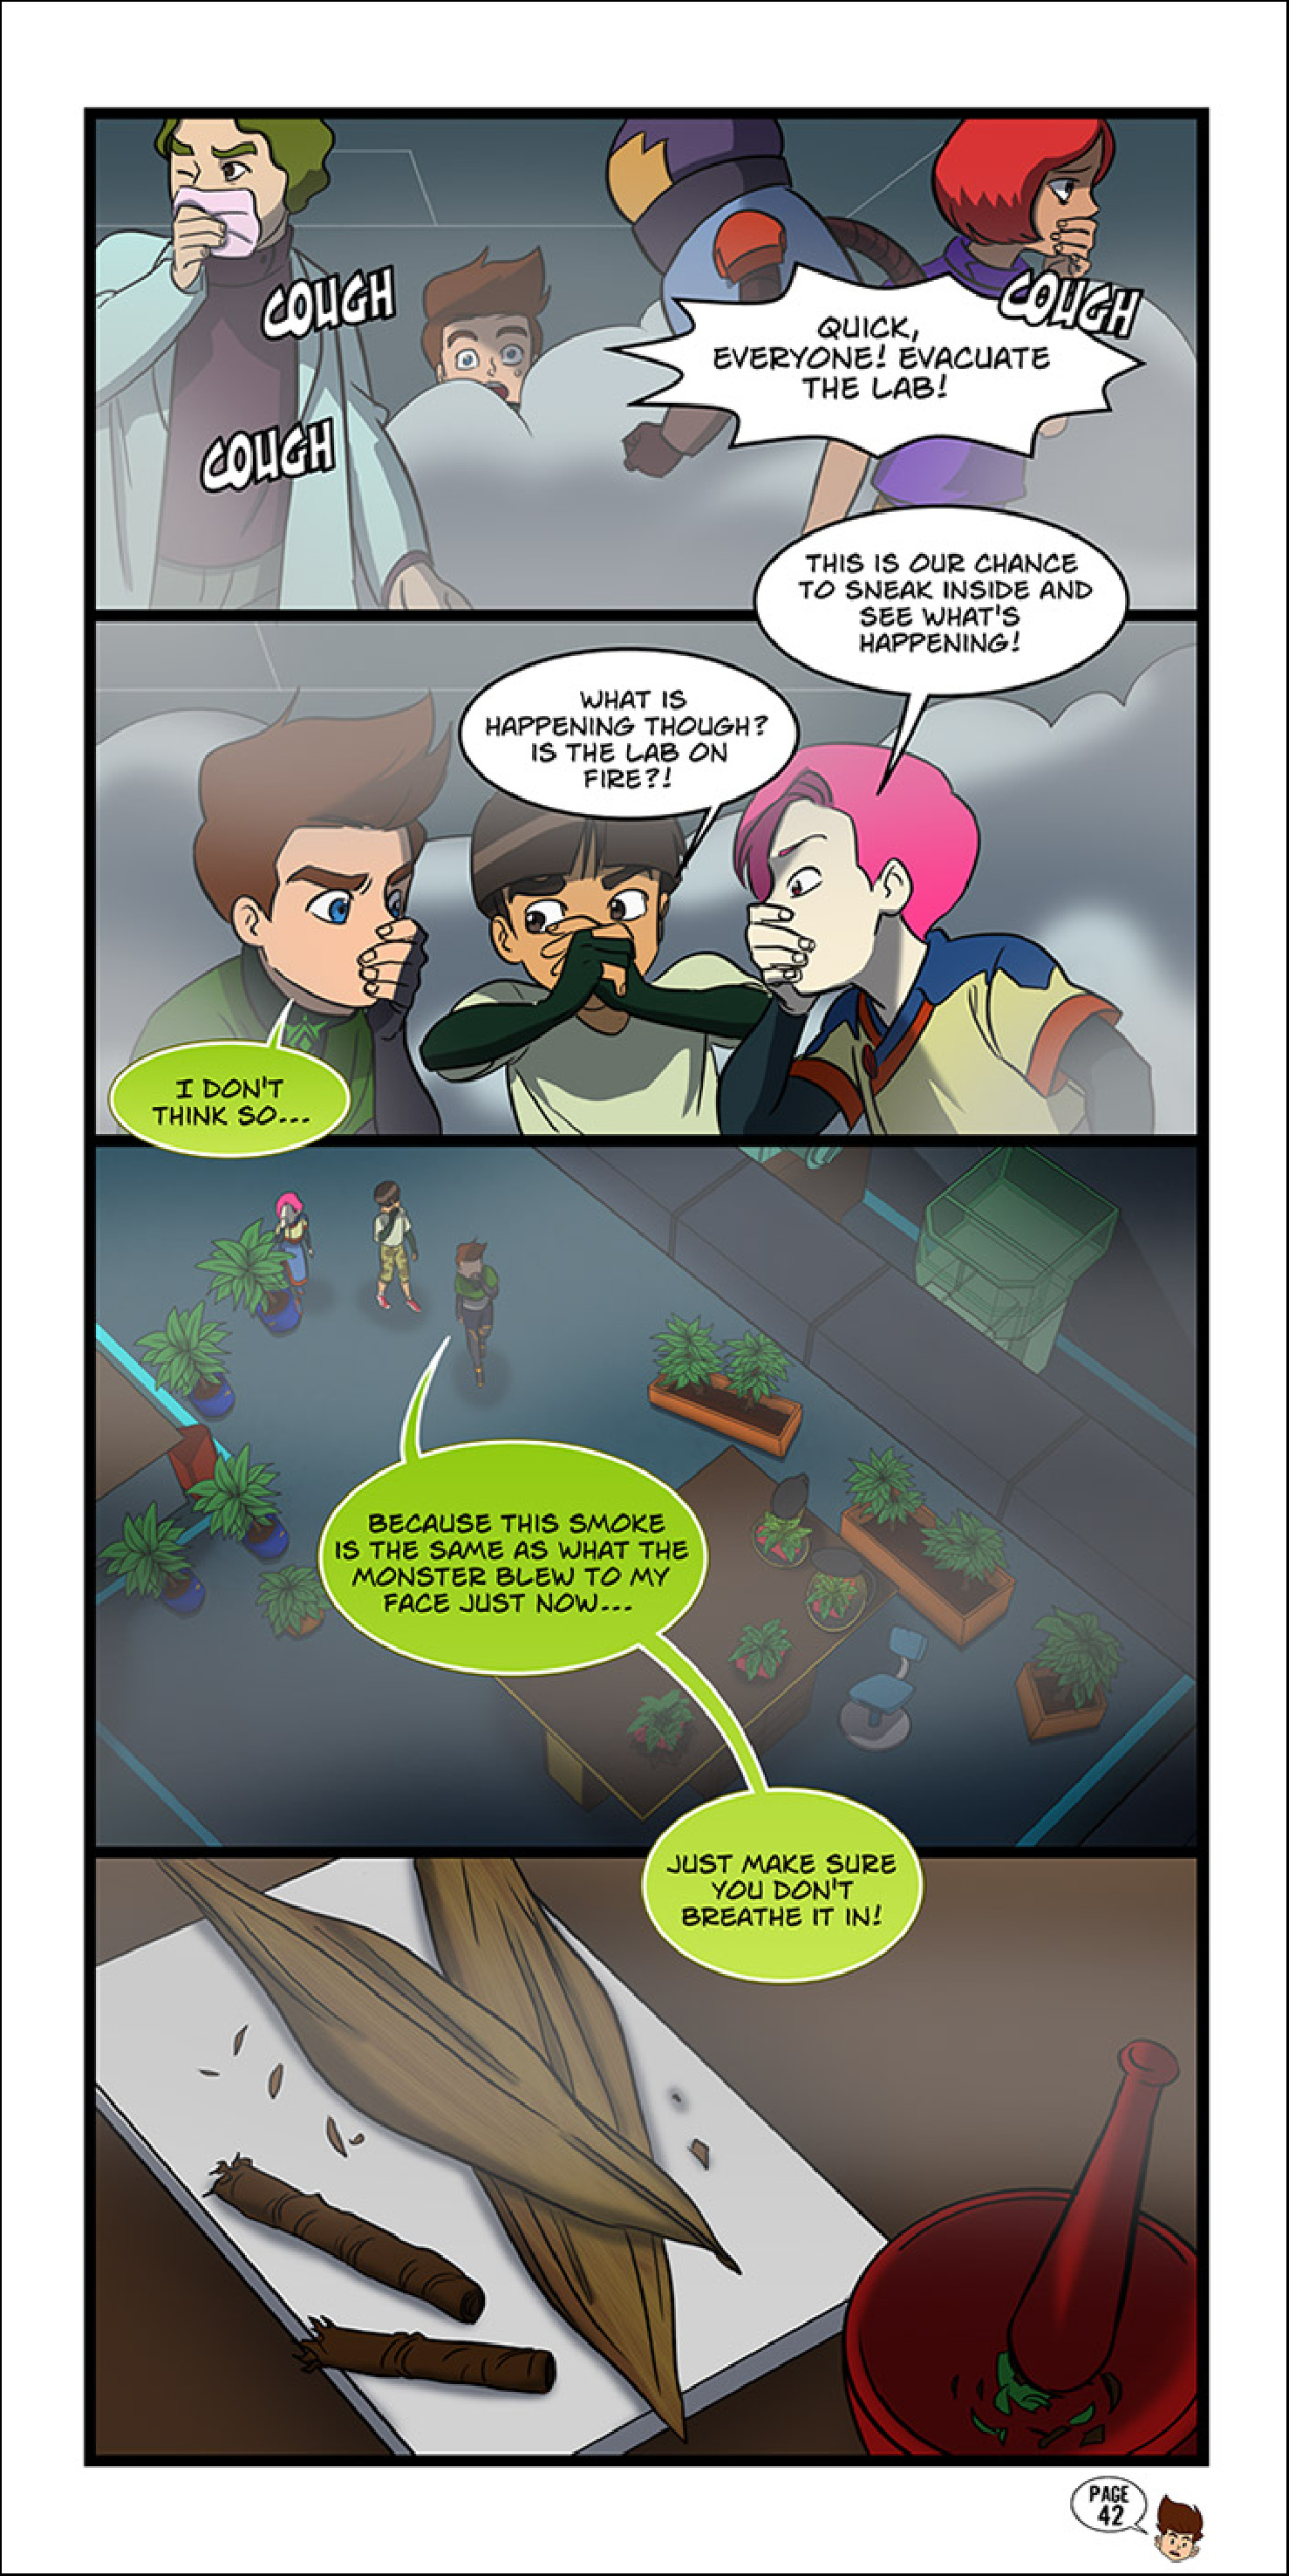 COUGH
COUGH
COUGH
QUICK,
EVERYONE! EVACUATE
THE LAB!
THIS IS OUR CHANCE
TO SNEAK INSIDE AND
SEE WHAT'S
HAPPENING!
WHAT IS
HAPPENING THOUGH?
IS THE LAB ON
FIRE?!
I DON'T
THINK SO...
BECAUSE THIS SMOKE
IS THE SAME AS WHAT THE
MONSTER BLEW TO MY
FACE JUST NOW...
JUST MAKE SURE
YOU DON'T
BREATHE IT IN!
PAGE
42